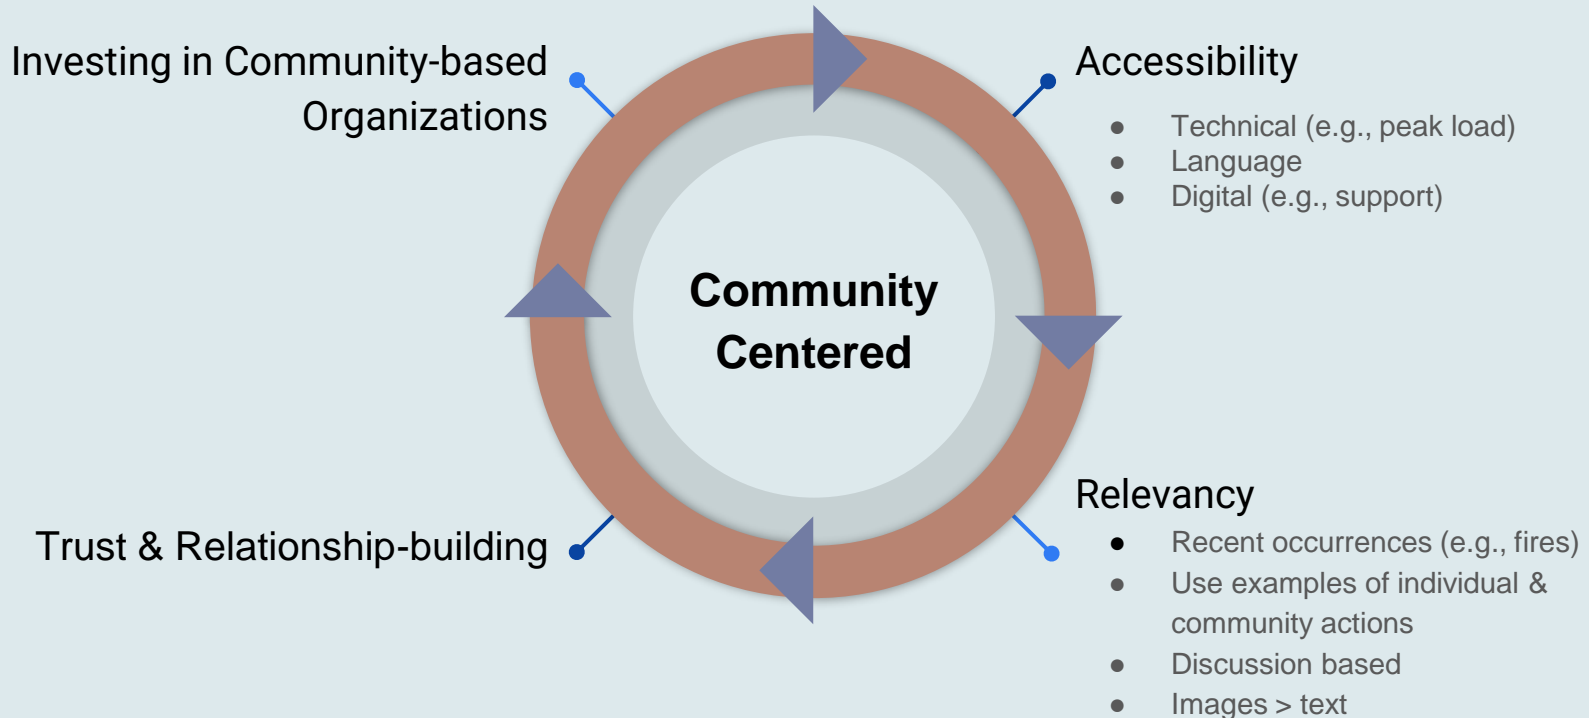 Investing in Community-based
Organizations
Accessibility
● Technical (e.g., peak load)
● Language
● Digital (e.g., support)
Community
Centered
Trust & Relationship-building
Relevancy
● Recent occurrences (e.g., fires)
● Use examples of individual &
community actions
● Discussion based
● Images > text